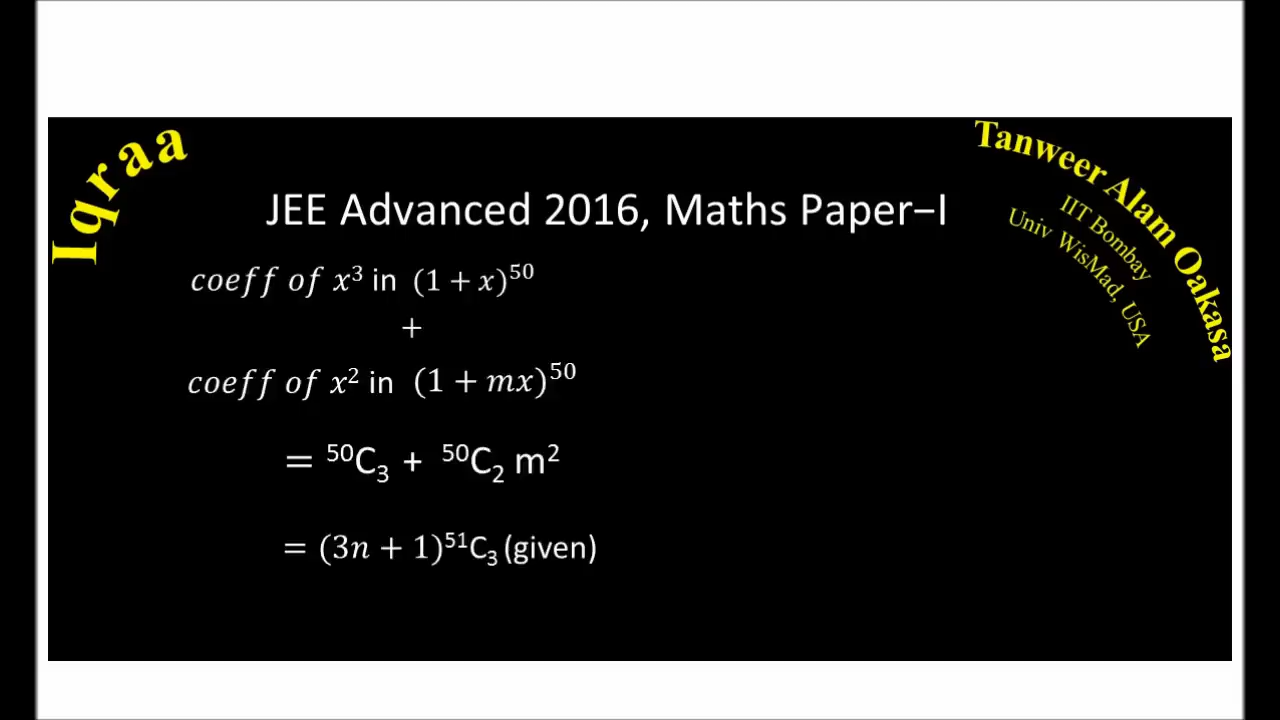 Iqraa
Tanweer Alam Oakasa
IIT Bombay
Univ WisMad, USA
JEE Advanced 2016, Maths Paper–I
coeff of x³ in (1 + x)⁵⁰
+
coeff of x² in (1 + mx)⁵⁰
= ⁵⁰C₃ + ⁵⁰C₂ m²
= (3n + 1)⁵¹C₃ (given)